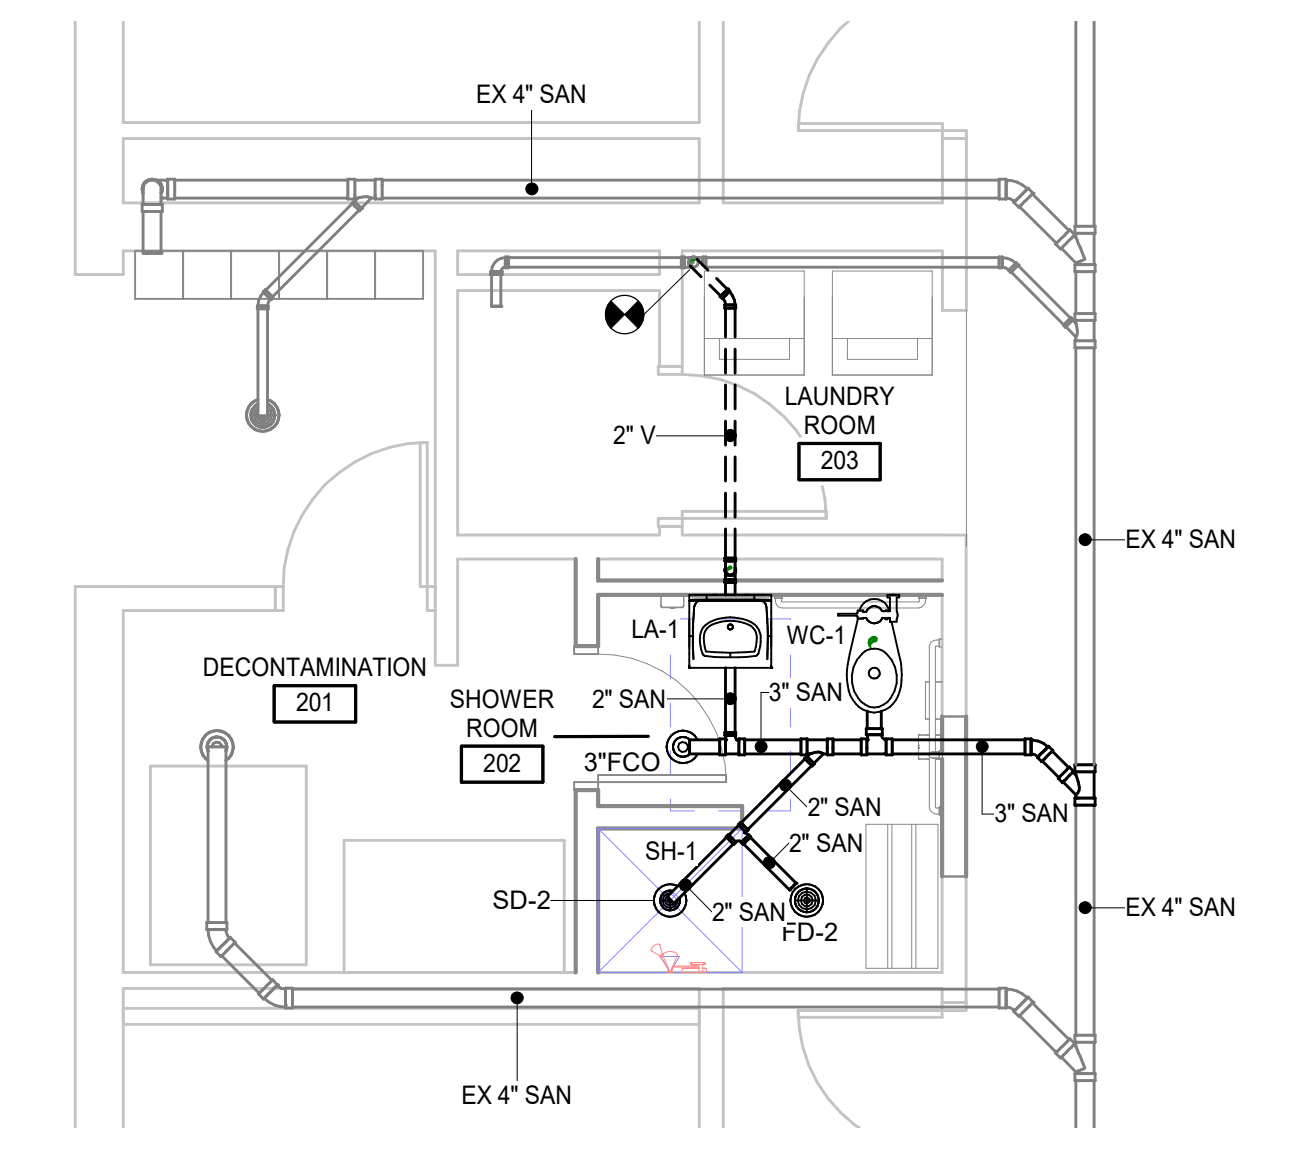 EX 4" SAN
LAUNDRY
ROOM
203
2" V
EX 4" SAN
LA-1
WC-1
DECONTAMINATION
201
SHOWER
ROOM
202
2" SAN
3" SAN
3"FCO
2" SAN
3" SAN
2" SAN
SH-1
SD-2
2" SAN
FD-2
EX 4" SAN
EX 4" SAN